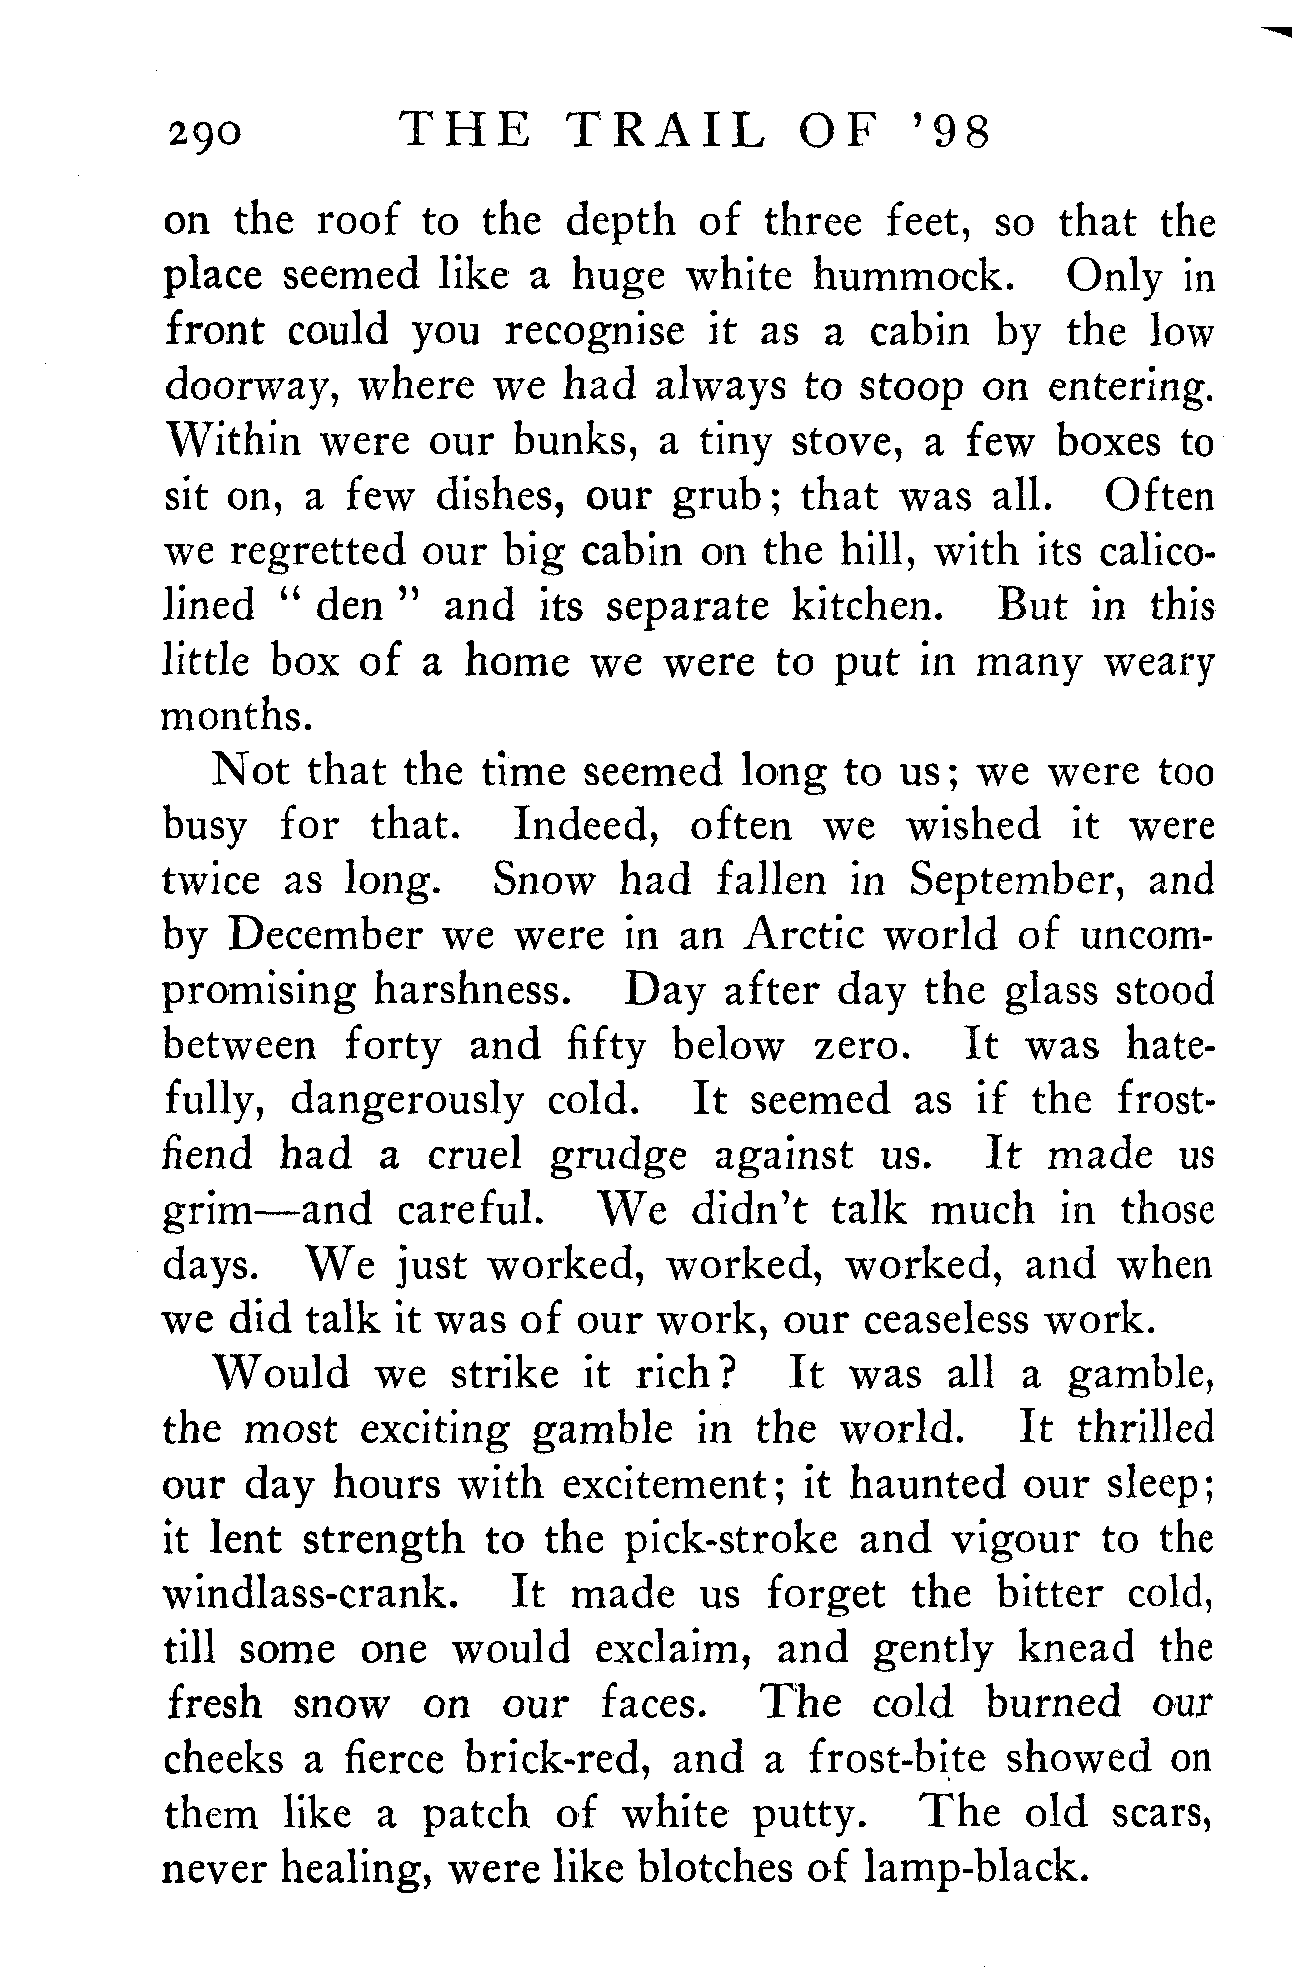 290 THE TRAIL OF '98
on the roof to the depth of three feet, so that the
place seemed like a huge white hummock. Only in
front could you recognise it as a cabin by the low
doorway, where we had always to stoop on entering.
Within were our bunks, a tiny stove, a few boxes to
sit on, a few dishes, our grub; that was all. Often
we regretted our big cabin on the hill, with its calico-
lined " den " and its separate kitchen. But in this
little box of a home we were to put in many weary
months.
Not that the time seemed long to us; we were too
busy for that. Indeed, often we wished it were
twice as long. Snow had fallen in September, and
by December we were in an Arctic world of uncom-
promising harshness. Day after day the glass stood
between forty and fifty below zero. It was hate-
fully, dangerously cold. It seemed as if the frost-
fiend had a cruel grudge against us. It made us
grim—and careful. We didn't talk much in those
days. We just worked, worked, worked, and when
we did talk it was of our work, our ceaseless work.
Would we strike it rich? It was all a gamble,
the most exciting gamble in the world. It thrilled
our day hours with excitement; it haunted our sleep;
it lent strength to the pick-stroke and vigour to the
windlass-crank. It made us forget the bitter cold,
till some one would exclaim, and gently knead the
fresh snow on our faces. The cold burned our
cheeks a fierce brick-red, and a frost-bite showed on
them like a patch of white putty. The old scars,
never healing, were like blotches of lamp-black.